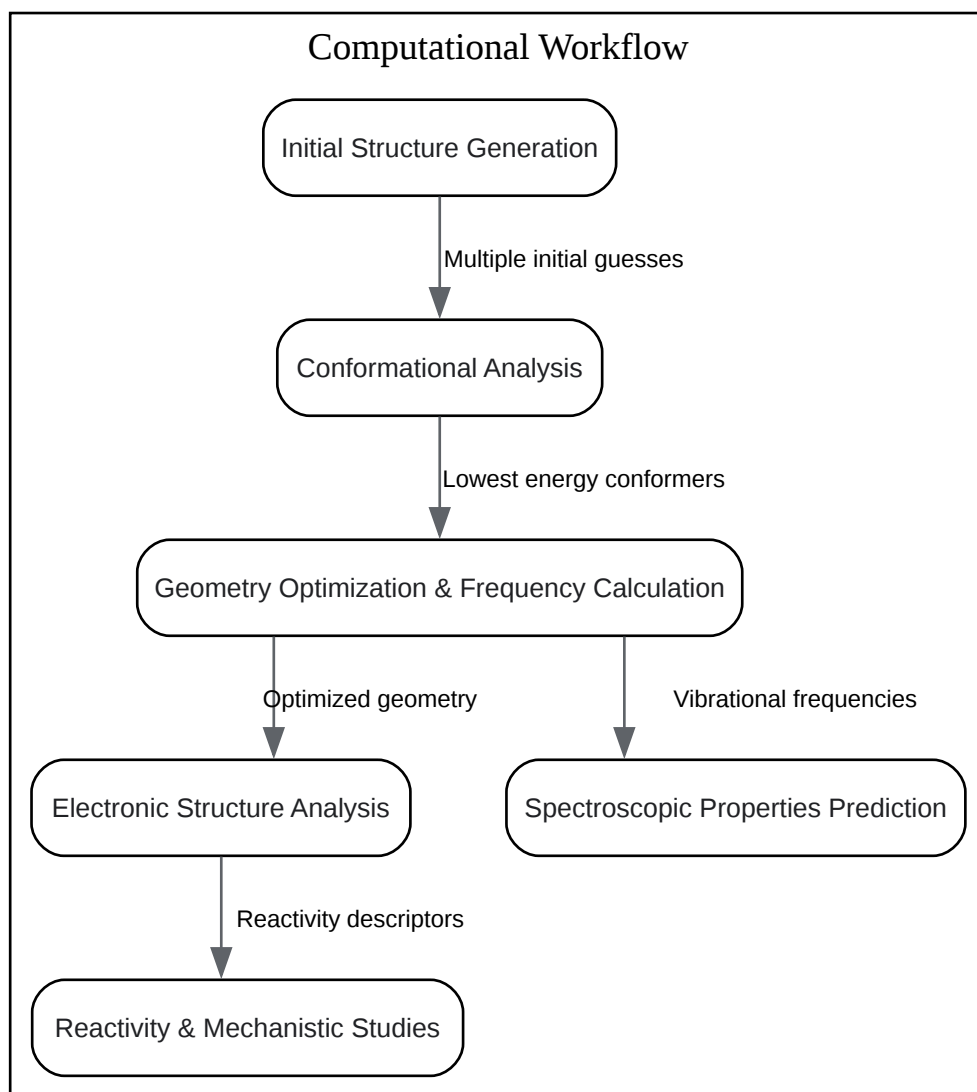 Computational Workflow
Initial Structure Generation
Multiple initial guesses
Conformational Analysis
Lowest energy conformers
Geometry Optimization & Frequency Calculation
Optimized geometry
Vibrational frequencies
Electronic Structure Analysis
Spectroscopic Properties Prediction
Reactivity descriptors
Reactivity & Mechanistic Studies